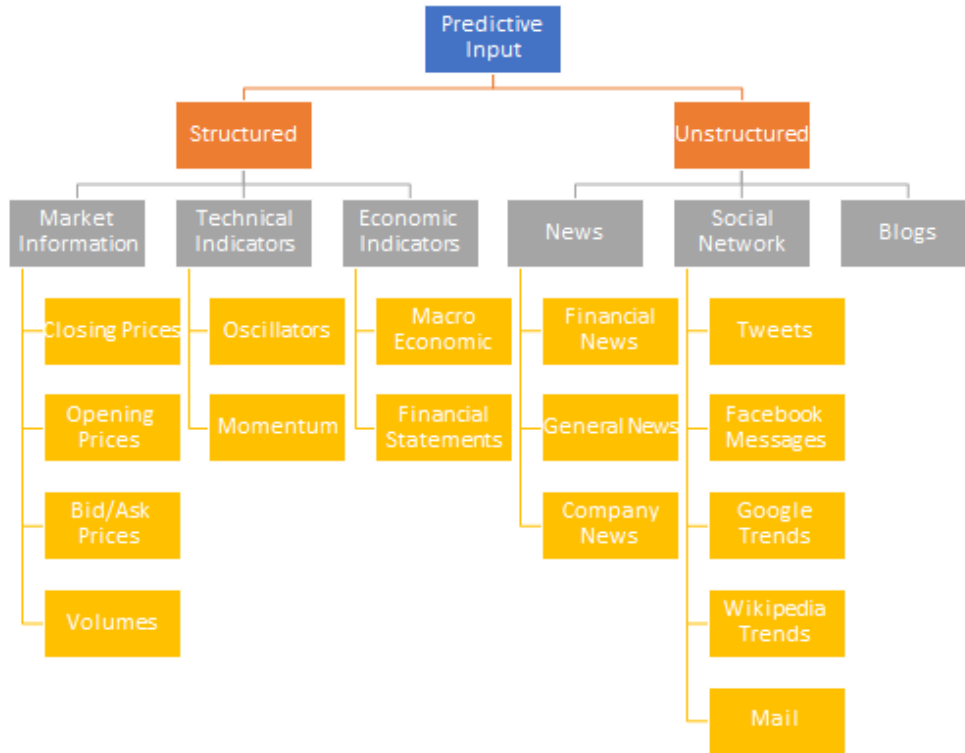 Predictive
Input
Structured
Unstructured
Market
Information
Technical
Indicators
Economic
Indicators
News
Social
Network
Blogs
Closing Prices
Oscillators
Macro
Economic
Financial
News
Tweets
Opening
Prices
Momentum
Financial
Statements
General News
Facebook
Messages
Bid/Ask
Prices
Company
News
Google
Trends
Volumes
Wikipedia
Trends
Mail